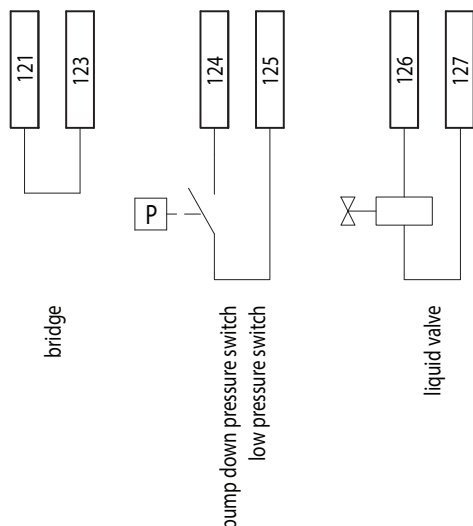 121
123
124
125
126
127
P
bridge
pump down pressure switch
low pressure switch
liquid valve